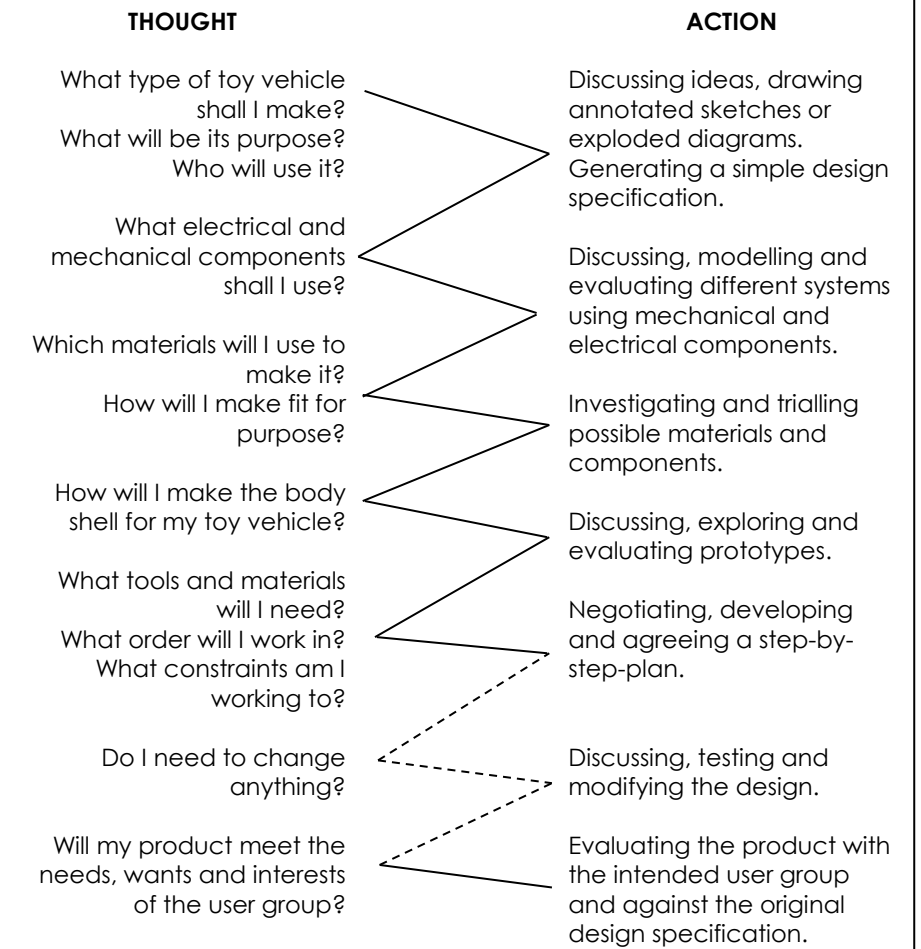 THOUGHT
What type of toy vehicle
shall I make?
What will be its purpose?
Who will use it?
What electrical and
mechanical components
shall I use?
Which materials will I use to
make it?
How will I make fit for
purpose?
How will I make the body
shell for my toy vehicle?
What tools and materials
will I need?
What order will I work in?
What constraints am I
working to?
Do I need to change
anything?
Will my product meet the
needs, wants and interests
of the user group?
ACTION
Discussing ideas, drawing
annotated sketches or
exploded diagrams.
Generating a simple design
specification.
Discussing, modelling and
evaluating different systems
using mechanical and
electrical components.
Investigating and trialling
possible materials and
components.
Discussing, exploring and
evaluating prototypes.
Negotiating, developing
and agreeing a step-by-
step-plan.
Discussing, testing and
modifying the design.
Evaluating the product with
the intended user group
and against the original
design specification.